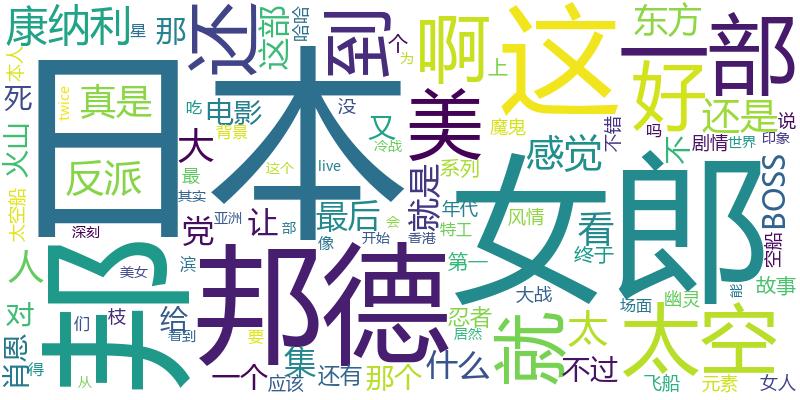 康纳利
星
那
还
这部
哈哈
到
个
为
啊
上
这
一部
东方
好
本人
死
twice
真是
电影
吃
背景
没
日本
美
魔鬼
不错
吗
还是
说
火山
反派
大
又
冷战
感觉
不
剧情
世界
印象
太空船
最
其实
这个
live
就是
系列
女郎
BOSS
深刻
党
亚洲
让
部
最后
年代
特工
风情
看
空船
人
邦
美女
滨
像
开始
会
香港
第一
终于
故事
能
对
们
枝
给
看到
邦德
要
忍者
居然
大战
就
太
场面
幽灵
太空
肖恩
得
从
一个
应该
集
还有
那个
什么
不过
飞船
元素
女人